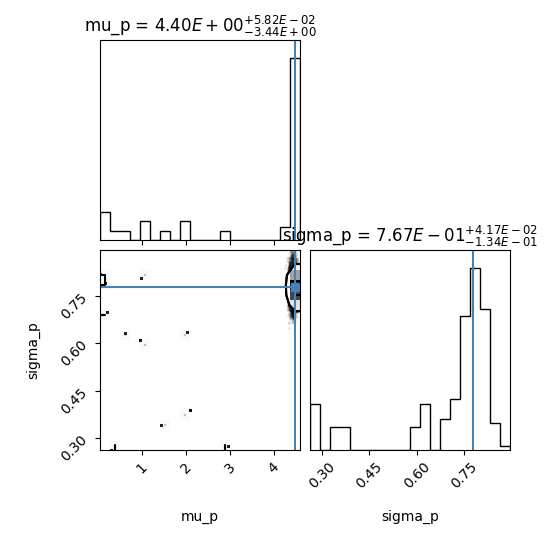 mu_p = 4.40E + 00 +5.82E − 02 −3.44E + 00
sigma_p = 7.67E − 01 +4.17E − 02 −1.34E − 01
sigma_p
0.75
0.60
0.45
0.30
1 2 3 4
0.30 0.45 0.60 0.75
mu_p
sigma_p